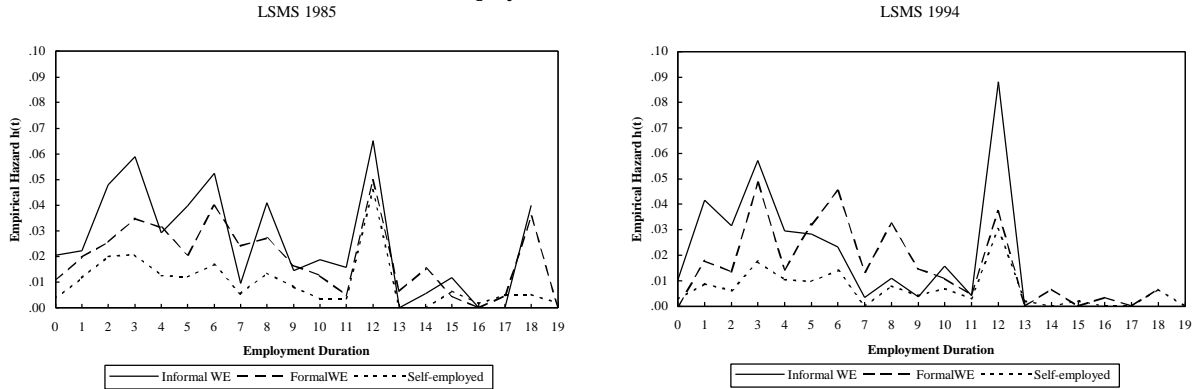 LSMS 1985
.10
.09
.08
.07
.06
.05
.04
.03
.02
.01
.00
Empirical Hazard h(t)
0 1 2 3 4 5 6 7 8 9 10 11 12 13 14 15 16 17 18 19
Employment Duration
Informal WE FormalWE Self-employed
LSMS 1994
.10
.09
.08
.07
.06
.05
.04
.03
.02
.01
.00
Empirical Hazard h(t)
0 1 2 3 4 5 6 7 8 9 10 11 12 13 14 15 16 17 18 19
Employment Duration
Informal WE FormalWE Self-employed